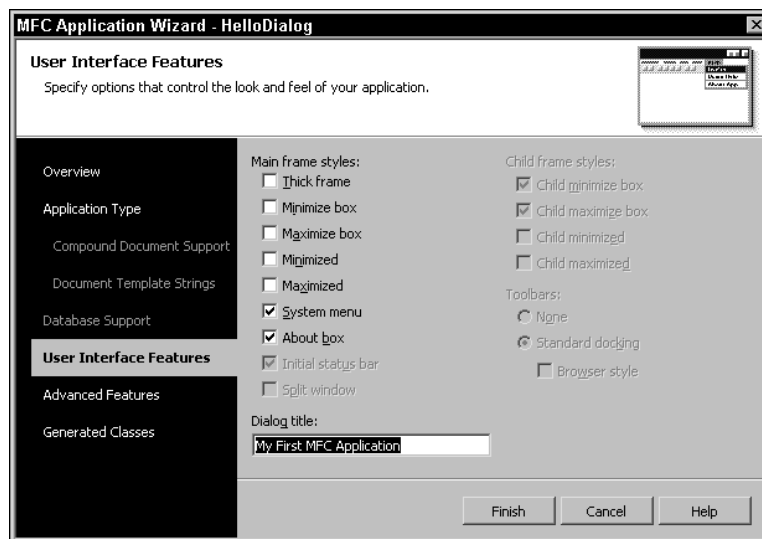 MFC Application Wizard - HelloDialog
User Interface Features
Specify options that control the look and feel of your application.
Overview
Application Type
Compound Document Support
Document Template Strings
Database Support
User Interface Features
Advanced Features
Generated Classes
Main frame styles:
Thick frame
Minimize box
Maximize box
Minimized
Maximized
System menu
About box
Initial status bar
Split window
Dialog title:
My First MFC Application
Child frame styles:
Child minimize box
Child maximize box
Child minimized
Child maximized
Toolbars:
None
Standard docking
Browser style
Finish
Cancel
Help